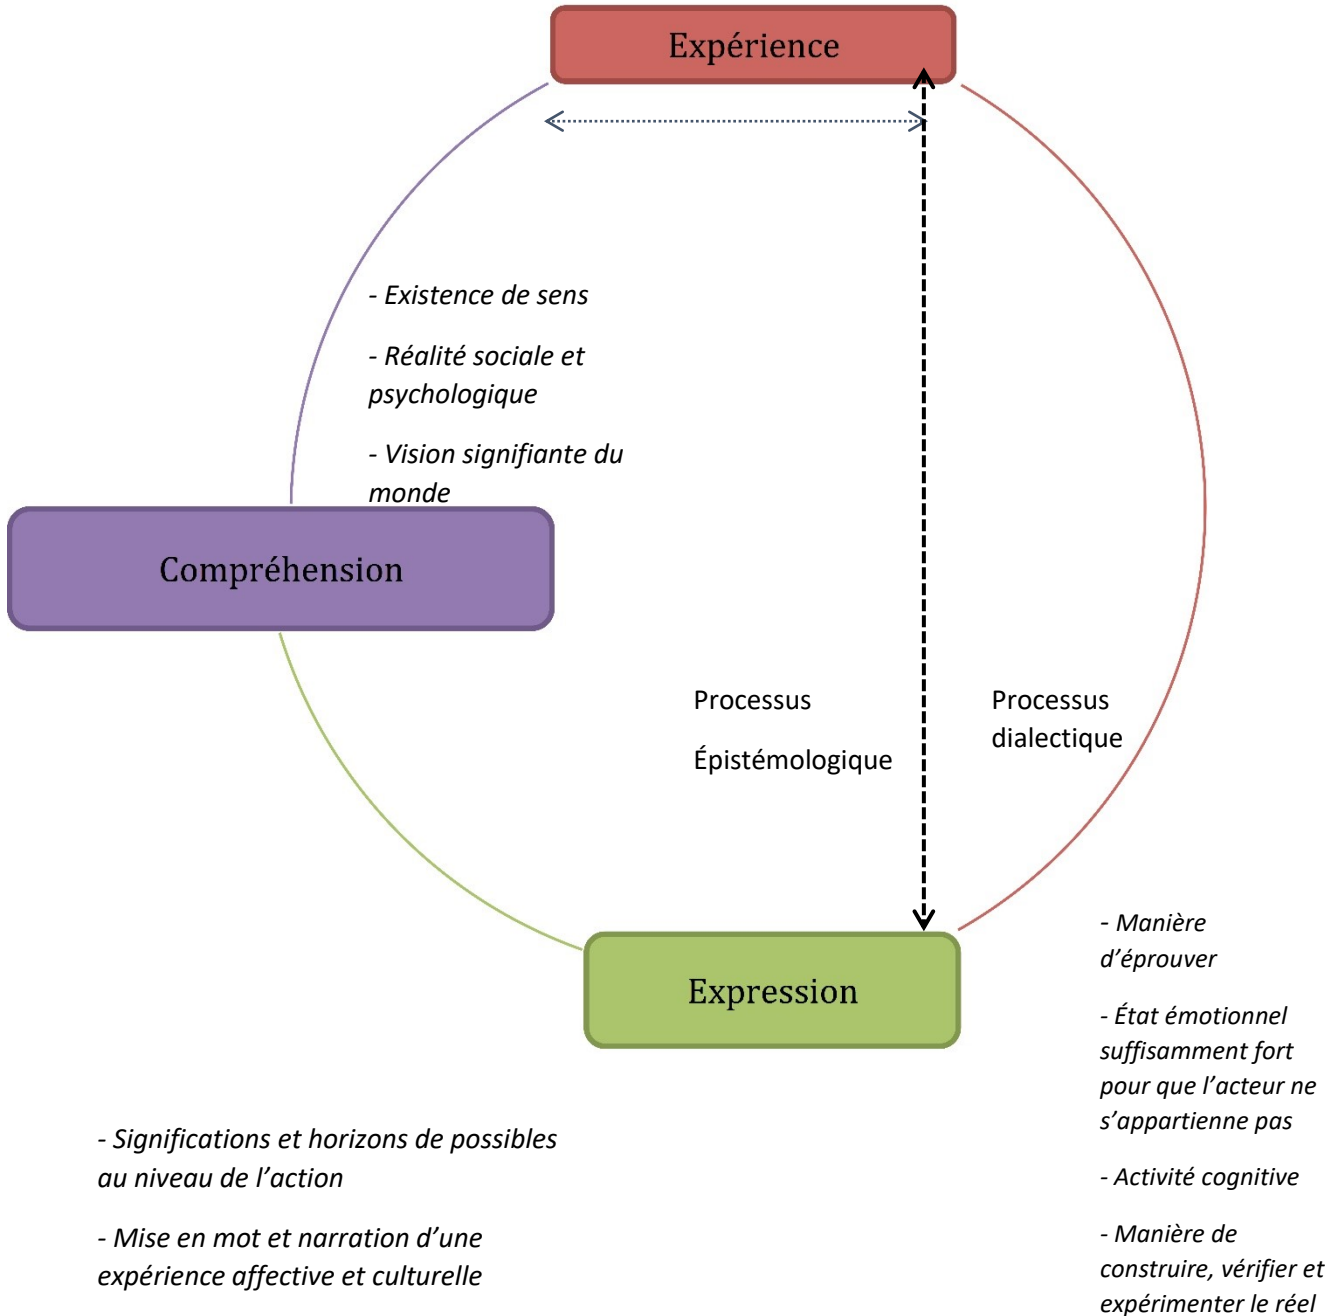 Expérience
- Existence de sens
- Réalité sociale et
psychologique
- Vision signifiante du
monde
Compréhension
Processus
Épistémologique
Processus
dialectique
Expression
- Manière
d’éprouver
- État émotionnel
suffisamment fort
pour que l’acteur ne
s’appartienne pas
- Activité cognitive
- Manière de
construire, vérifier et
expérimenter le réel
- Significations et horizons de possibles
au niveau de l’action
- Mise en mot et narration d’une
expérience affective et culturelle